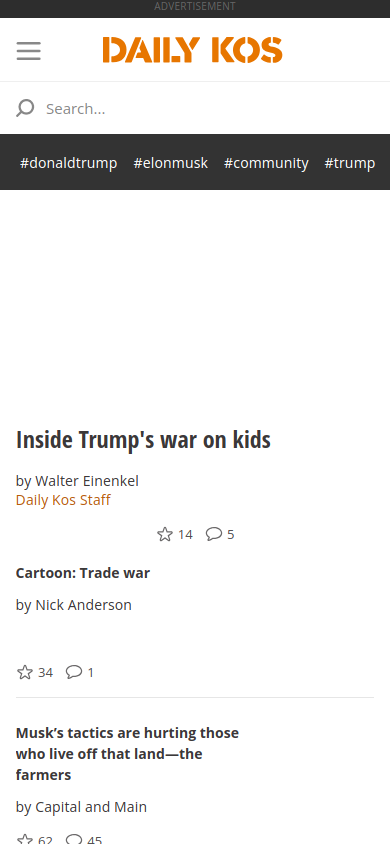 ADVERTISEMENT
DAILY KOS
Search...
#donaldtrump #elonmusk #community #trump
Inside Trump's war on kids
by Walter Einenkel
Daily Kos Staff
14 5
Cartoon: Trade war
by Nick Anderson
34 1
Musk’s tactics are hurting those
who live off that land—the
farmers
by Capital and Main
62 45